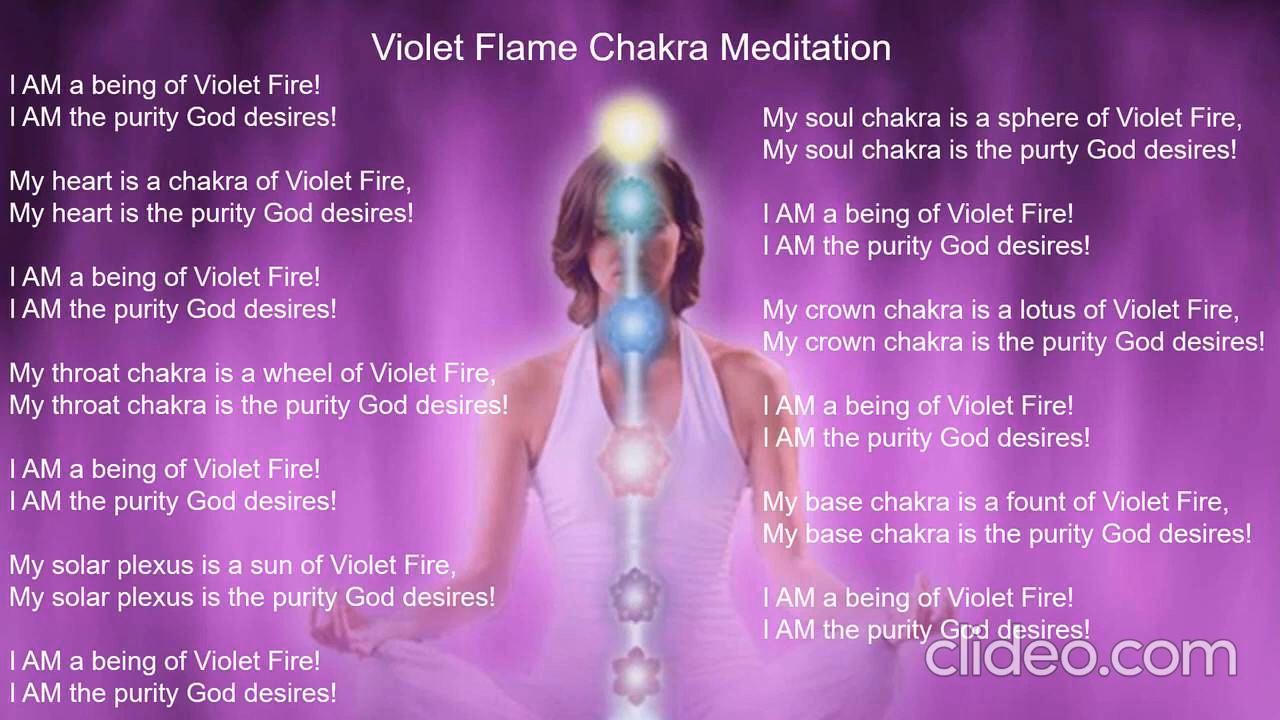 Violet Flame Chakra Meditation
I AM a being of Violet Fire!
I AM the purity God desires!
My heart is a chakra of Violet Fire,
My heart is the purity God desires!
I AM a being of Violet Fire!
I AM the purity God desires!
My throat chakra is a wheel of Violet Fire,
My throat chakra is the purity God desires!
I AM a being of Violet Fire!
I AM the purity God desires!
My solar plexus is a sun of Violet Fire,
My solar plexus is the purity God desires!
I AM a being of Violet Fire!
I AM the purity God desires!
My soul chakra is a sphere of Violet Fire,
My soul chakra is the purty God desires!
I AM a being of Violet Fire!
I AM the purity God desires!
My crown chakra is a lotus of Violet Fire,
My crown chakra is the purity God desires!
I AM a being of Violet Fire!
I AM the purity God desires!
My base chakra is a fount of Violet Fire,
My base chakra is the purity God desires!
I AM a being of Violet Fire!
I AM the purity God desires!
clideo.com